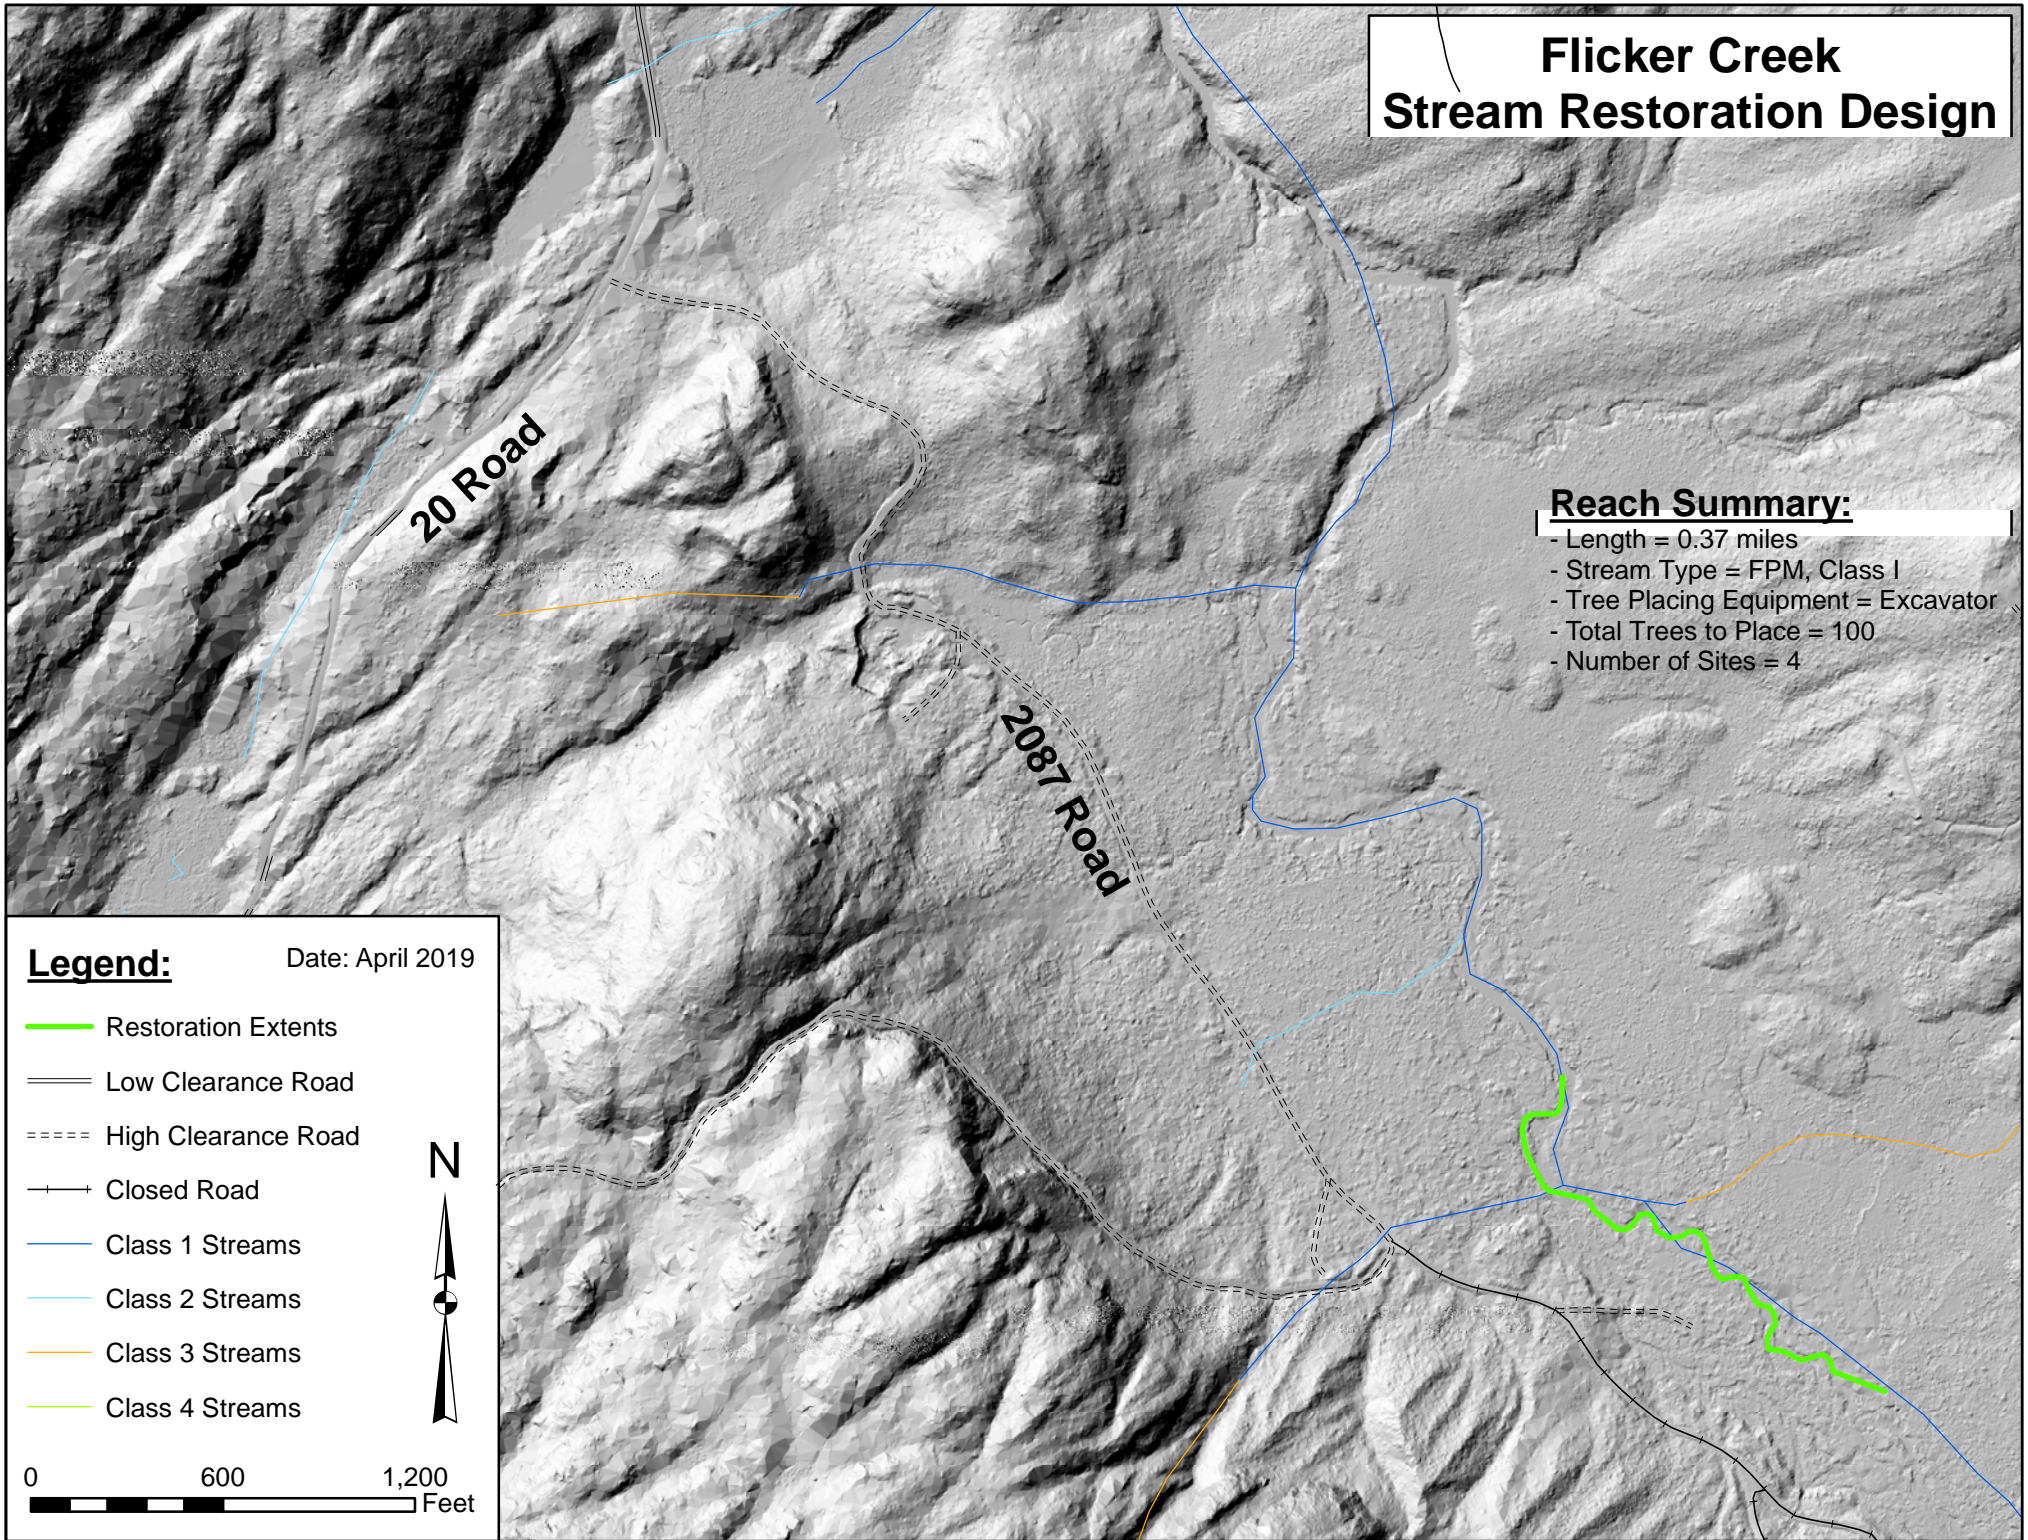 Flicker Creek
Stream Restoration Design
20 Road
Reach Summary:
- Length = 0.37 miles
- Stream Type = FPM, Class I
- Tree Placing Equipment = Excavator
- Total Trees to Place = 100
- Number of Sites = 4
2087 Road
Legend:
Date: April 2019
Restoration Extents
Low Clearance Road
High Clearance Road
Closed Road
Class 1 Streams
Class 2 Streams
Class 3 Streams
Class 4 Streams
N
0 600 1,200
Feet